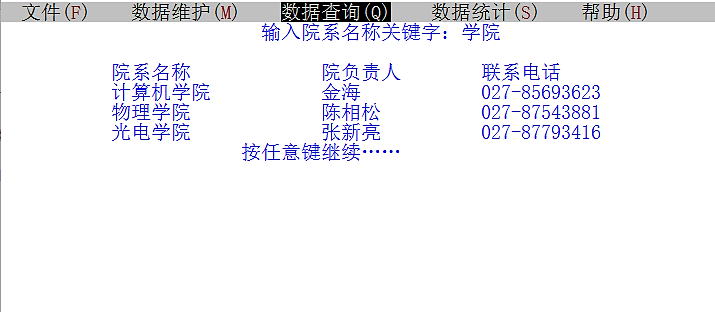 文件(F) 数据维护(M) 数据查询(Q) 数据统计(S) 帮助(H)
输入院系名称关键字：学院
院系名称 院负责人 联系电话
计算机学院 金海 027-85693623
物理学院 陈相松 027-87543881
光电学院 张新亮 027-87793416
按任意键继续……